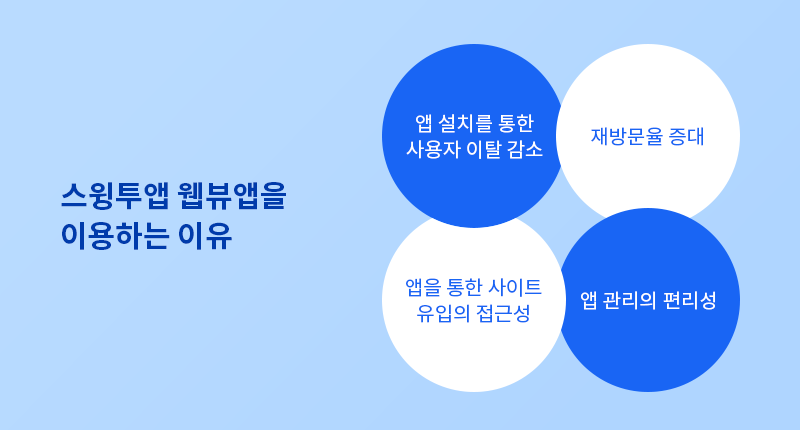 스윙투앱 웹뷰앱을
이용하는 이유
앱 설치를 통한
사용자 이탈 감소
재방문율 증대
앱을 통한 사이트
유입의 접근성
앱 관리의 편리성